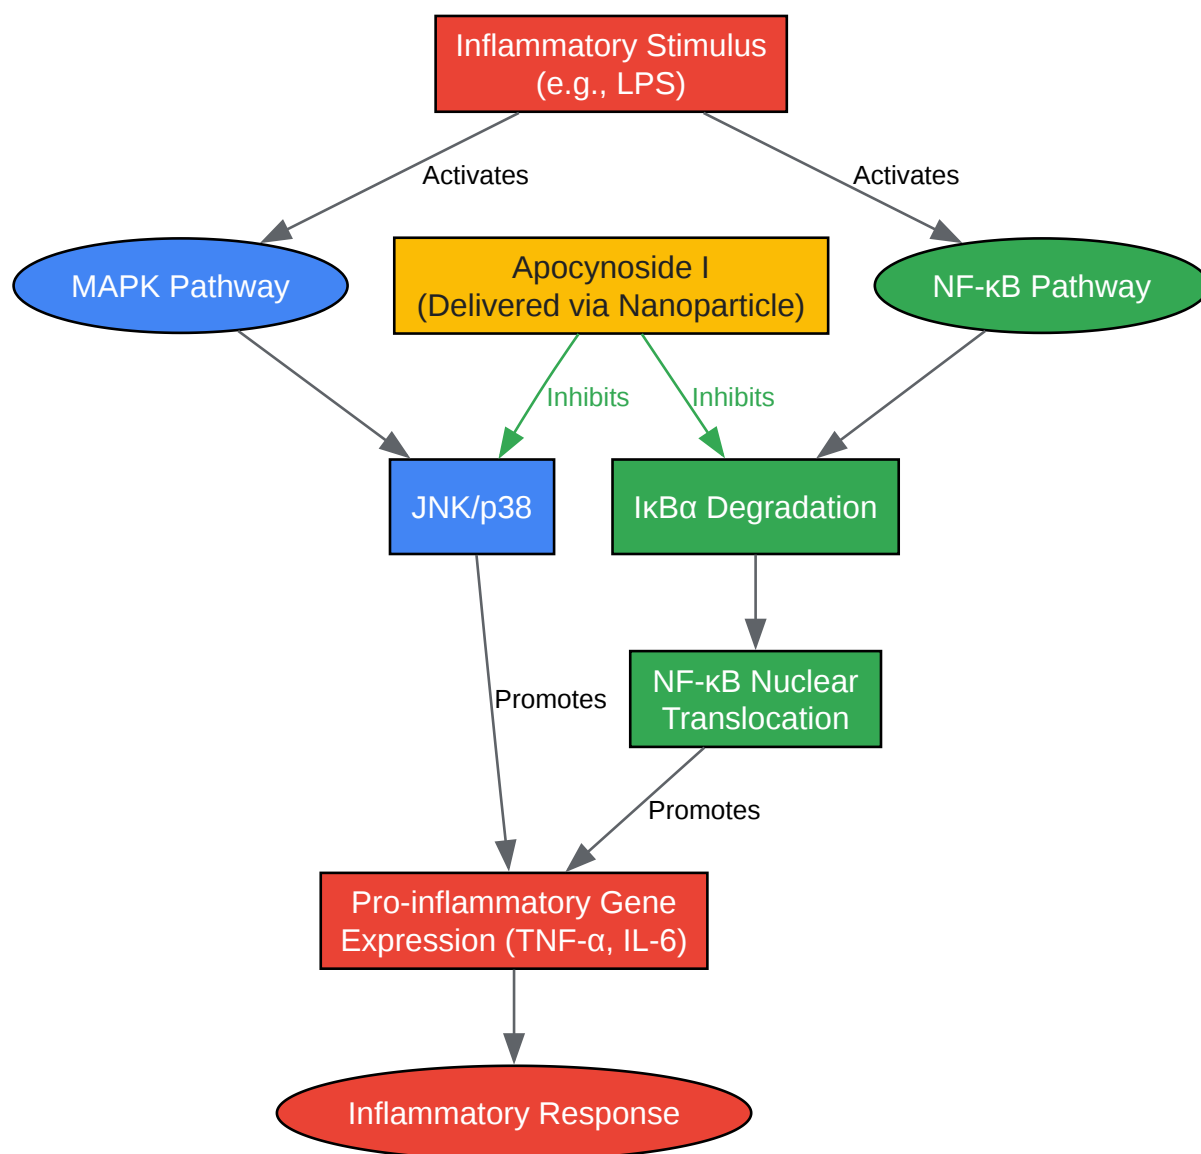 Inflammatory Stimulus
(e.g., LPS)
Activates
Activates
MAPK Pathway
Apocynoside I
(Delivered via Nanoparticle)
NF-κB Pathway
Inhibits
Inhibits
JNK/p38
IκBα Degradation
NF-κB Nuclear
Translocation
Promotes
Promotes
Pro-inflammatory Gene
Expression (TNF-α, IL-6)
Inflammatory Response